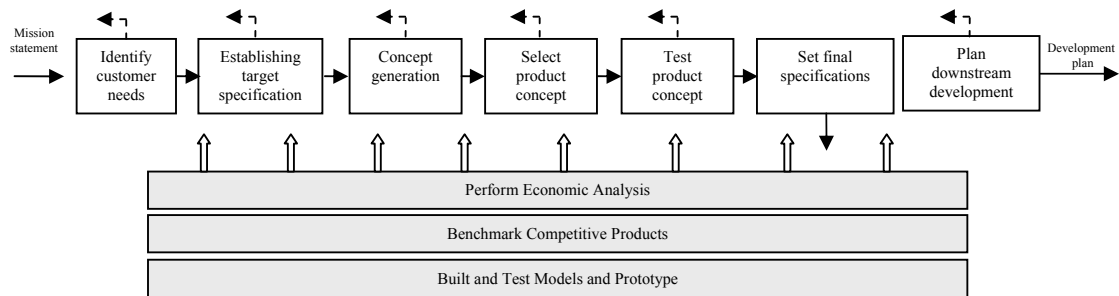 Mission
statement
Identify
customer
needs
Establishing
target
specification
Concept
generation
Select
product
concept
Test
product
concept
Set final
specifications
Plan
downstream
development
Development
plan
Perform Economic Analysis
Benchmark Competitive Products
Built and Test Models and Prototype